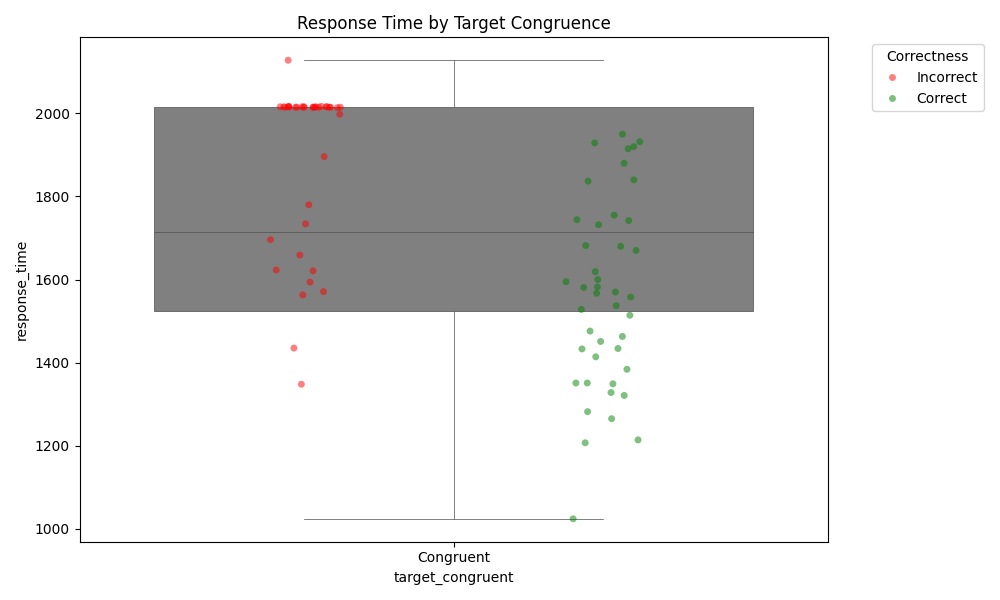 Response Time by Target Congruence
Correctness
Incorrect
Correct
response_time
2000
1800
1600
1400
1200
1000
Congruent
target_congruent